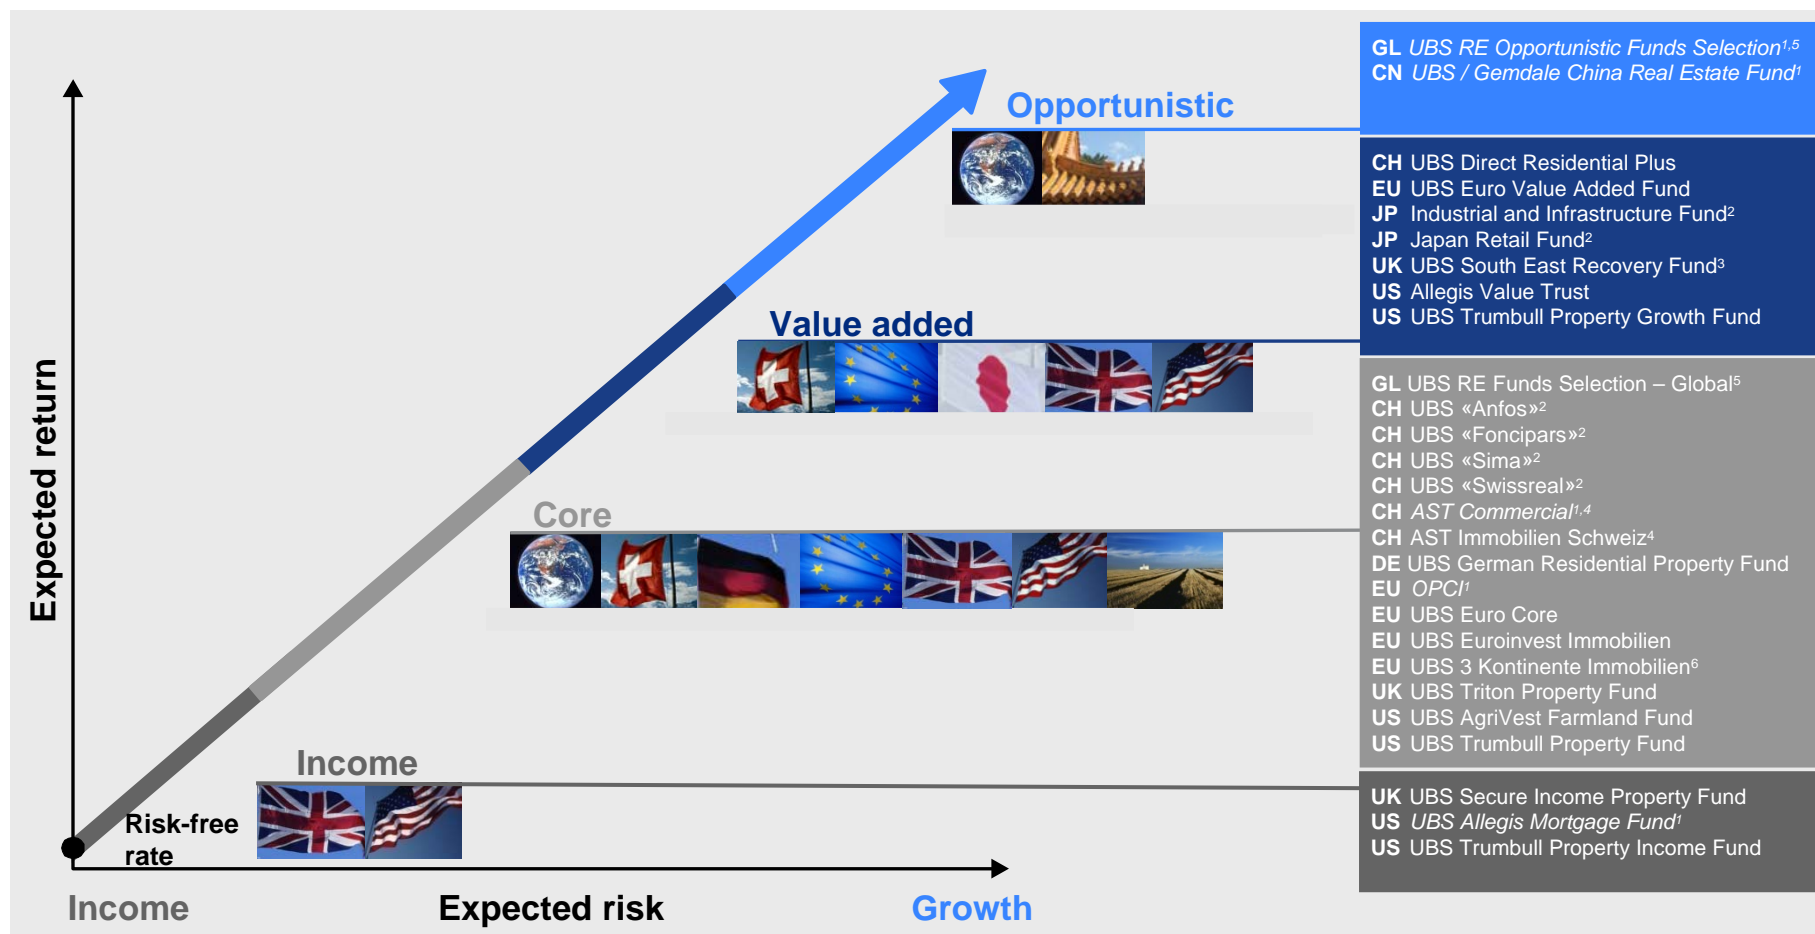 GL UBS RE Opportunistic Funds Selection1,5
CN UBS / Gemdale China Real Estate Fund1
Opportunistic
CH UBS Direct Residential Plus
EU UBS Euro Value Added Fund
JP Industrial and Infrastructure Fund2
JP Japan Retail Fund2
UK UBS South East Recovery Fund3
US Allegis Value Trust
US UBS Trumbull Property Growth Fund
Value added
GL UBS RE Funds Selection – Global5
CH UBS «Anfos»2
CH UBS «Foncipars»2
CH UBS «Sima»2
CH UBS «Swissreal»2
CH AST Commercial1,4
CH AST Immobilien Schweiz4
DE UBS German Residential Property Fund
EU OPCI1
EU UBS Euro Core
EU UBS Euroinvest Immobilien
EU UBS 3 Kontinente Immobilien6
UK UBS Triton Property Fund
US UBS AgriVest Farmland Fund
US UBS Trumbull Property Fund
Core
Expected return
Income
UK UBS Secure Income Property Fund
US UBS Allegis Mortgage Fund1
US UBS Trumbull Property Income Fund
Risk-free
rate
Income
Expected risk
Growth